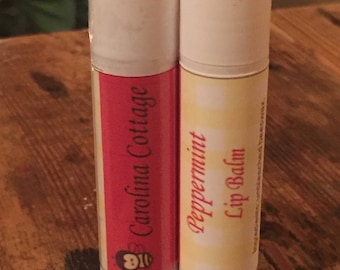 Carolina Cottage
Peppermint
Lip Balm